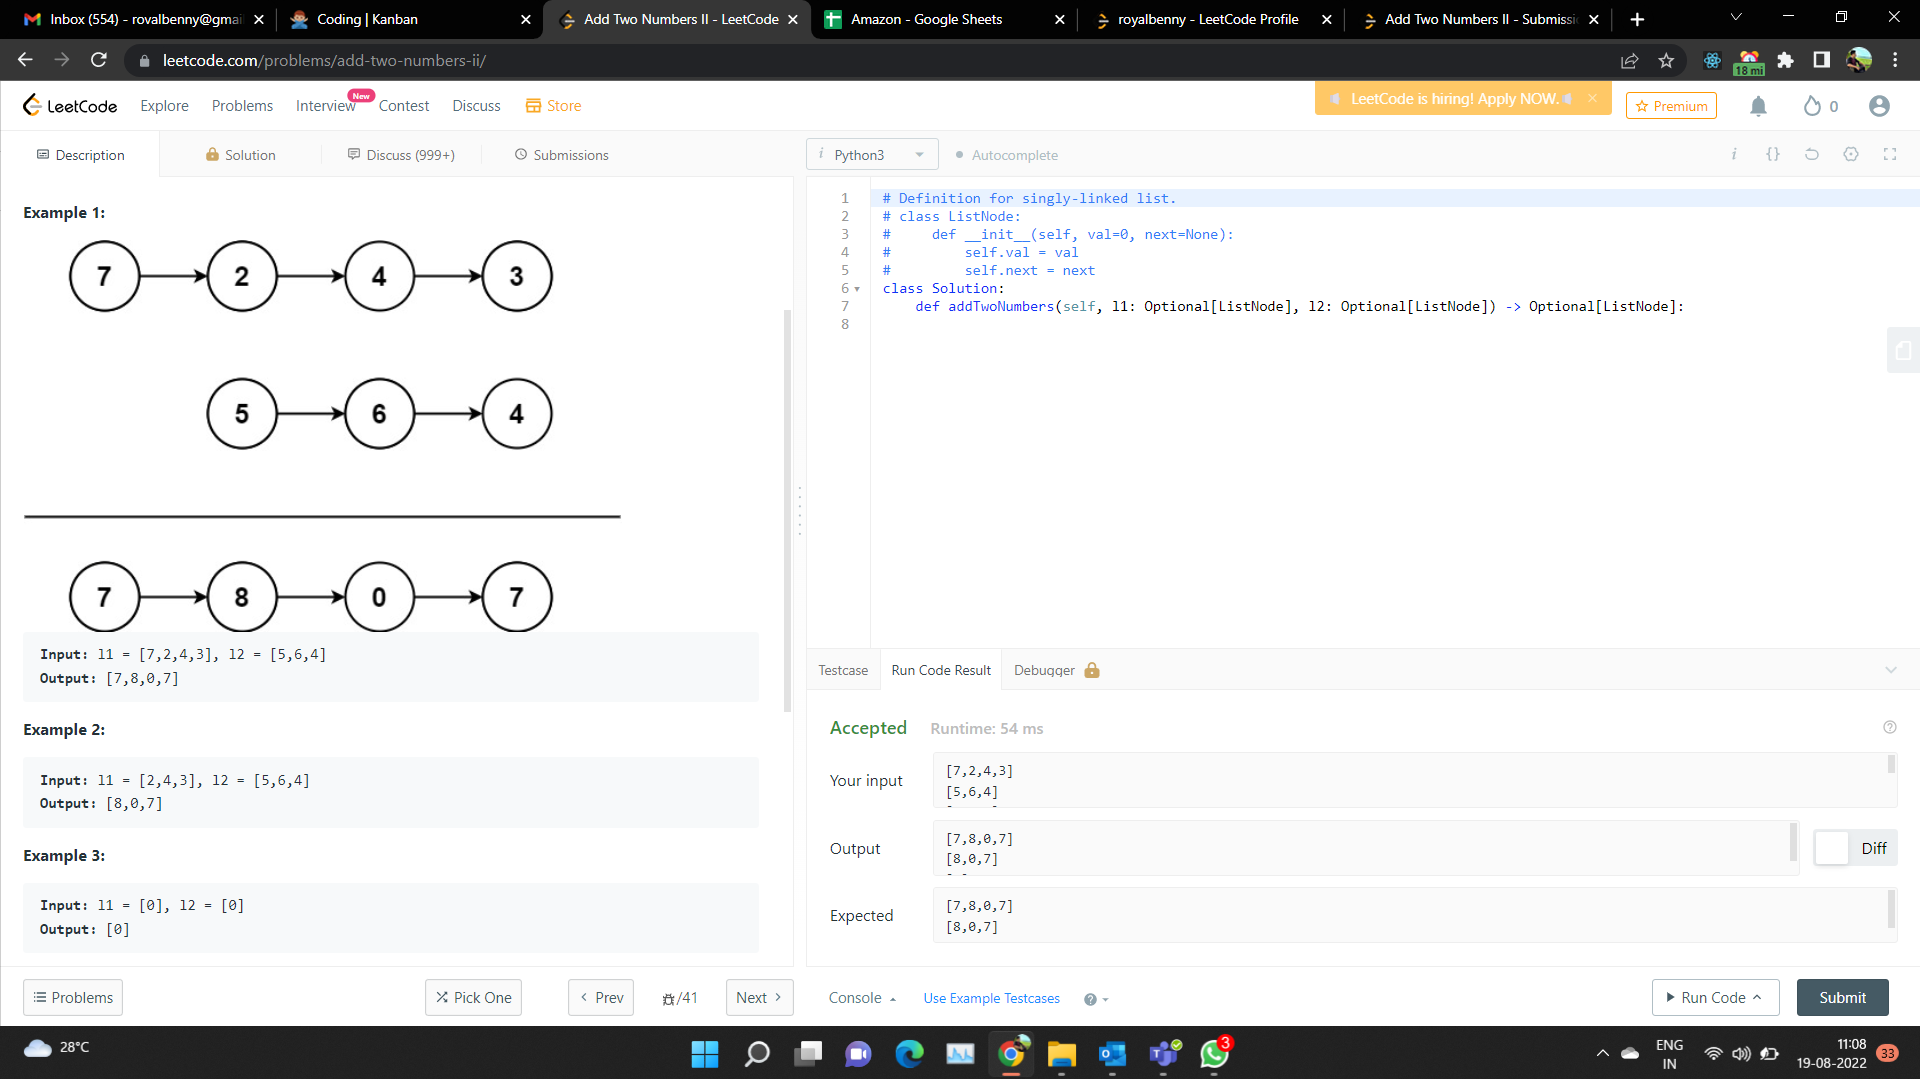 Inbox (554) - rovalbenny@gmai
Coding | Kanban
Add Two Numbers II - LeetCode
Amazon - Google Sheets
royalbenny - LeetCode Profile
Add Two Numbers II - Submissi
leetcode.com/problems/add-two-numbers-ii/
18 mi
LeetCode
Explore
Problems
Interview
New
Contest
Discuss
Store
LeetCode is hiring! Apply NOW.
Premium
0
Description
Solution
Discuss (999+)
Submissions
i Python3
Autocomplete
i {}
Example 1:
7 2 4 3
5 6 4
7 8 0 7
Input: l1 = [7,2,4,3], l2 = [5,6,4]
Output: [7,8,0,7]
Example 2:
Input: l1 = [2,4,3], l2 = [5,6,4]
Output: [8,0,7]
Example 3:
Input: l1 = [0], l2 = [0]
Output: [0]
1 # Definition for singly-linked list.
2 # class ListNode:
3 #     def __init__(self, val=0, next=None):
4 #         self.val = val
5 #         self.next = next
6 class Solution:
7     def addTwoNumbers(self, l1: Optional[ListNode], l2: Optional[ListNode]) -> Optional[ListNode]:
8
Testcase
Run Code Result
Debugger
Accepted
Runtime: 54 ms
Your input
[7,2,4,3]
[5,6,4]
Output
[7,8,0,7]
[8,0,7]
Diff
Expected
[7,8,0,7]
[8,0,7]
Problems
Pick One
Prev
/41
Next
Console
Use Example Testcases
Run Code
Submit
28°C
3
ENG
IN
11:08
19-08-2022
33